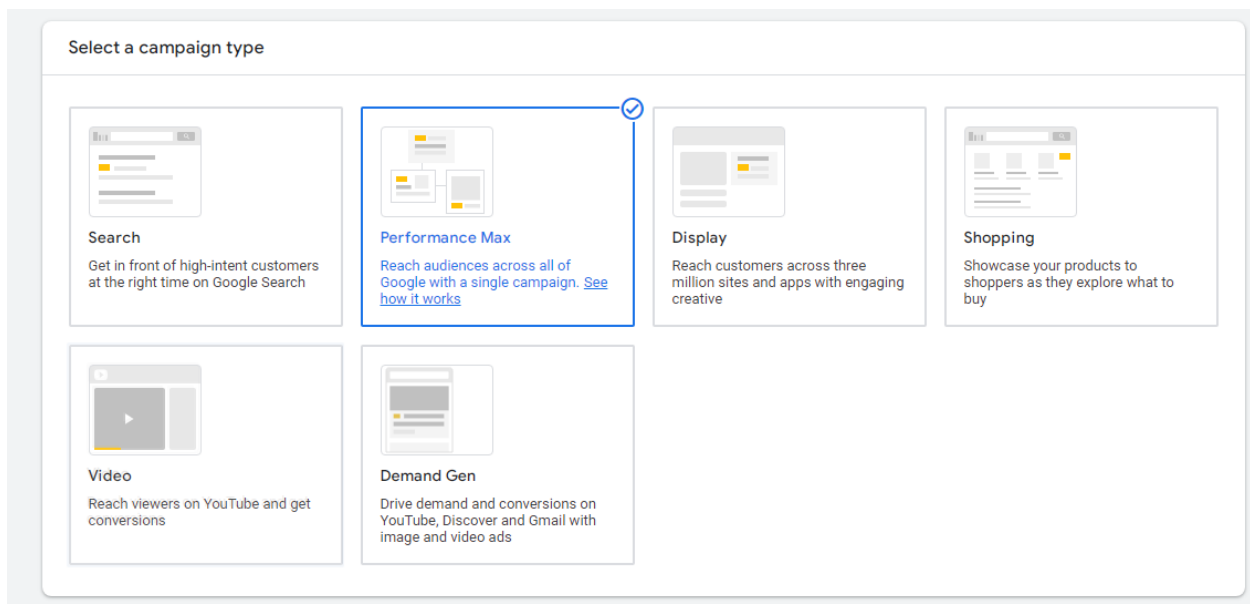 Select a campaign type
Search
Get in front of high-intent customers
at the right time on Google Search
Performance Max
Reach audiences across all of
Google with a single campaign. See
how it works
Display
Reach customers across three
million sites and apps with engaging
creative
Shopping
Showcase your products to
shoppers as they explore what to
buy
Video
Reach viewers on YouTube and get
conversions
Demand Gen
Drive demand and conversions on
YouTube, Discover and Gmail with
image and video ads